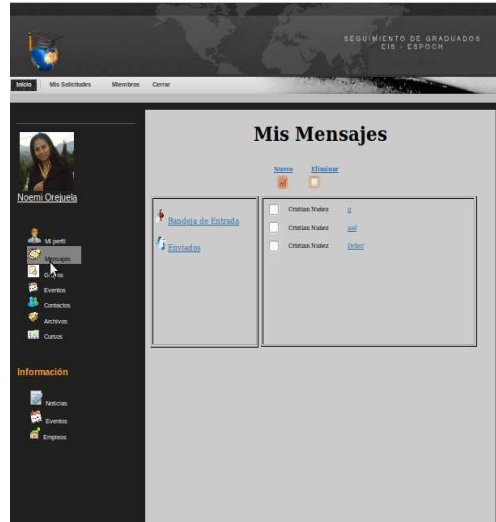 SEGUIMIENTO DE GRADUADOS
EIS - ESPOCH
Inicio Mis Solicitudes Miembros Cerrar
Mis Mensajes
Nuevo Eliminar
Noemi Orejuela
Bandeja de Entrada
Enviados
Cristian Nuñez
Cristian Nuñez
Cristian Nuñez Deber
Mi perfil
Mensajes
Eventos
Contactos
Archivos
Cursos
Información
Noticias
Eventos
Empleos